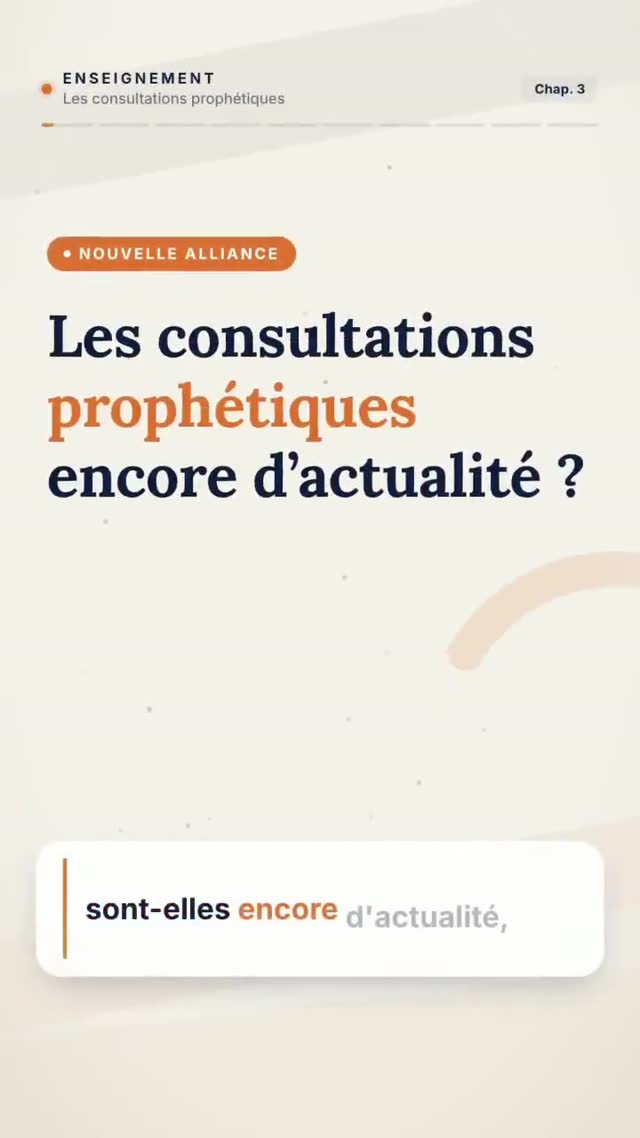 ENSEIGNEMENT
Les consultations prophétiques
Chap. 3
• NOUVELLE ALLIANCE
Les consultations
prophétiques
encore d’actualité ?
sont-elles encore d'actualité,